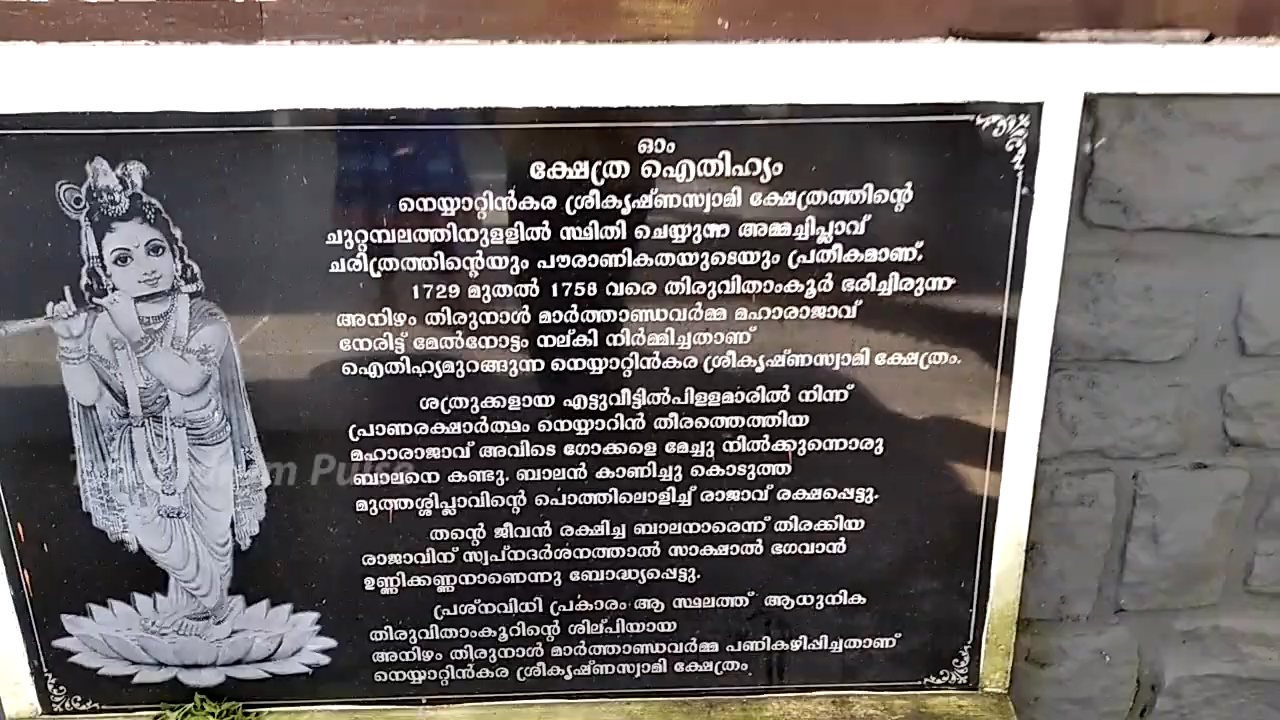 ഓം
ക്ഷേത്ര ഐതിഹ്യം
നെയ്യാറ്റിൻകര ശ്രീകൃഷ്ണസ്വാമി ക്ഷേത്രത്തിന്റെ
ചുറ്റമ്പലത്തിനുളളിൽ സ്ഥിതി ചെയ്യുന്ന അമ്മച്ചിപ്ലാവ്
ചരിത്രത്തിന്റെയും പൗരാണികതയുടെയും പ്രതീകമാണ്.
1729 മുതൽ 1758 വരെ തിരുവിതാംകൂർ ഭരിച്ചിരുന്ന
അനിഴം തിരുനാൾ മാർത്താണ്ഡവർമ്മ മഹാരാജാവ്
നേരിട്ട് മേൽനോട്ടം നല്കി നിർമ്മിച്ചതാണ്
ഐതിഹ്യമുറങ്ങുന്ന നെയ്യാറ്റിൻകര ശ്രീകൃഷ്ണസ്വാമി ക്ഷേത്രം.
ശത്രുക്കളായ എട്ടുവീട്ടിൽപിളളമാരിൽ നിന്ന്
പ്രാണരക്ഷാർത്ഥം നെയ്യാറിൻ തീരത്തെത്തിയ
മഹാരാജാവ് അവിടെ ഗോക്കളെ മേച്ചു നിൽക്കുന്നൊരു
ബാലനെ കണ്ടു. ബാലൻ കാണിച്ചു കൊടുത്ത
മുത്തശ്ശിപ്ലാവിന്റെ പൊത്തിലൊളിച്ച് രാജാവ് രക്ഷപ്പെട്ടു.
തന്റെ ജീവൻ രക്ഷിച്ച ബാലനാരെന്ന് തിരക്കിയ
രാജാവിന് സ്വപ്നദർശനത്താൽ സാക്ഷാൽ ഭഗവാൻ
ഉണ്ണിക്കണ്ണനാണെന്നു ബോദ്ധ്യപ്പെട്ടു.
പ്രശ്നവിധി പ്രകാരം ആ സ്ഥലത്ത് ആധുനിക
തിരുവിതാംകൂറിന്റെ ശില്പിയായ
അനിഴം തിരുനാൾ മാർത്താണ്ഡവർമ്മ പണികഴിപ്പിച്ചതാണ്
നെയ്യാറ്റിൻകര ശ്രീകൃഷ്ണസ്വാമി ക്ഷേത്രം.
Pulse